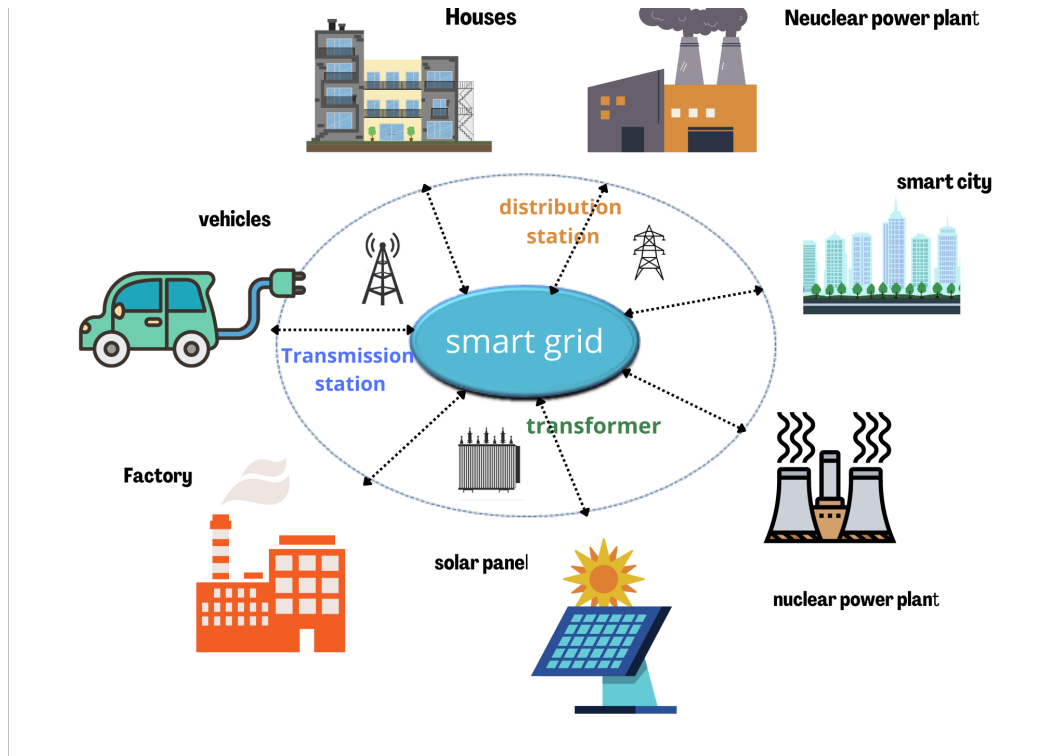 Houses
Neuclear power plant
smart city
vehicles
distribution
station
smart grid
Transmission
station
transformer
Factory
solar panel
nuclear power plant